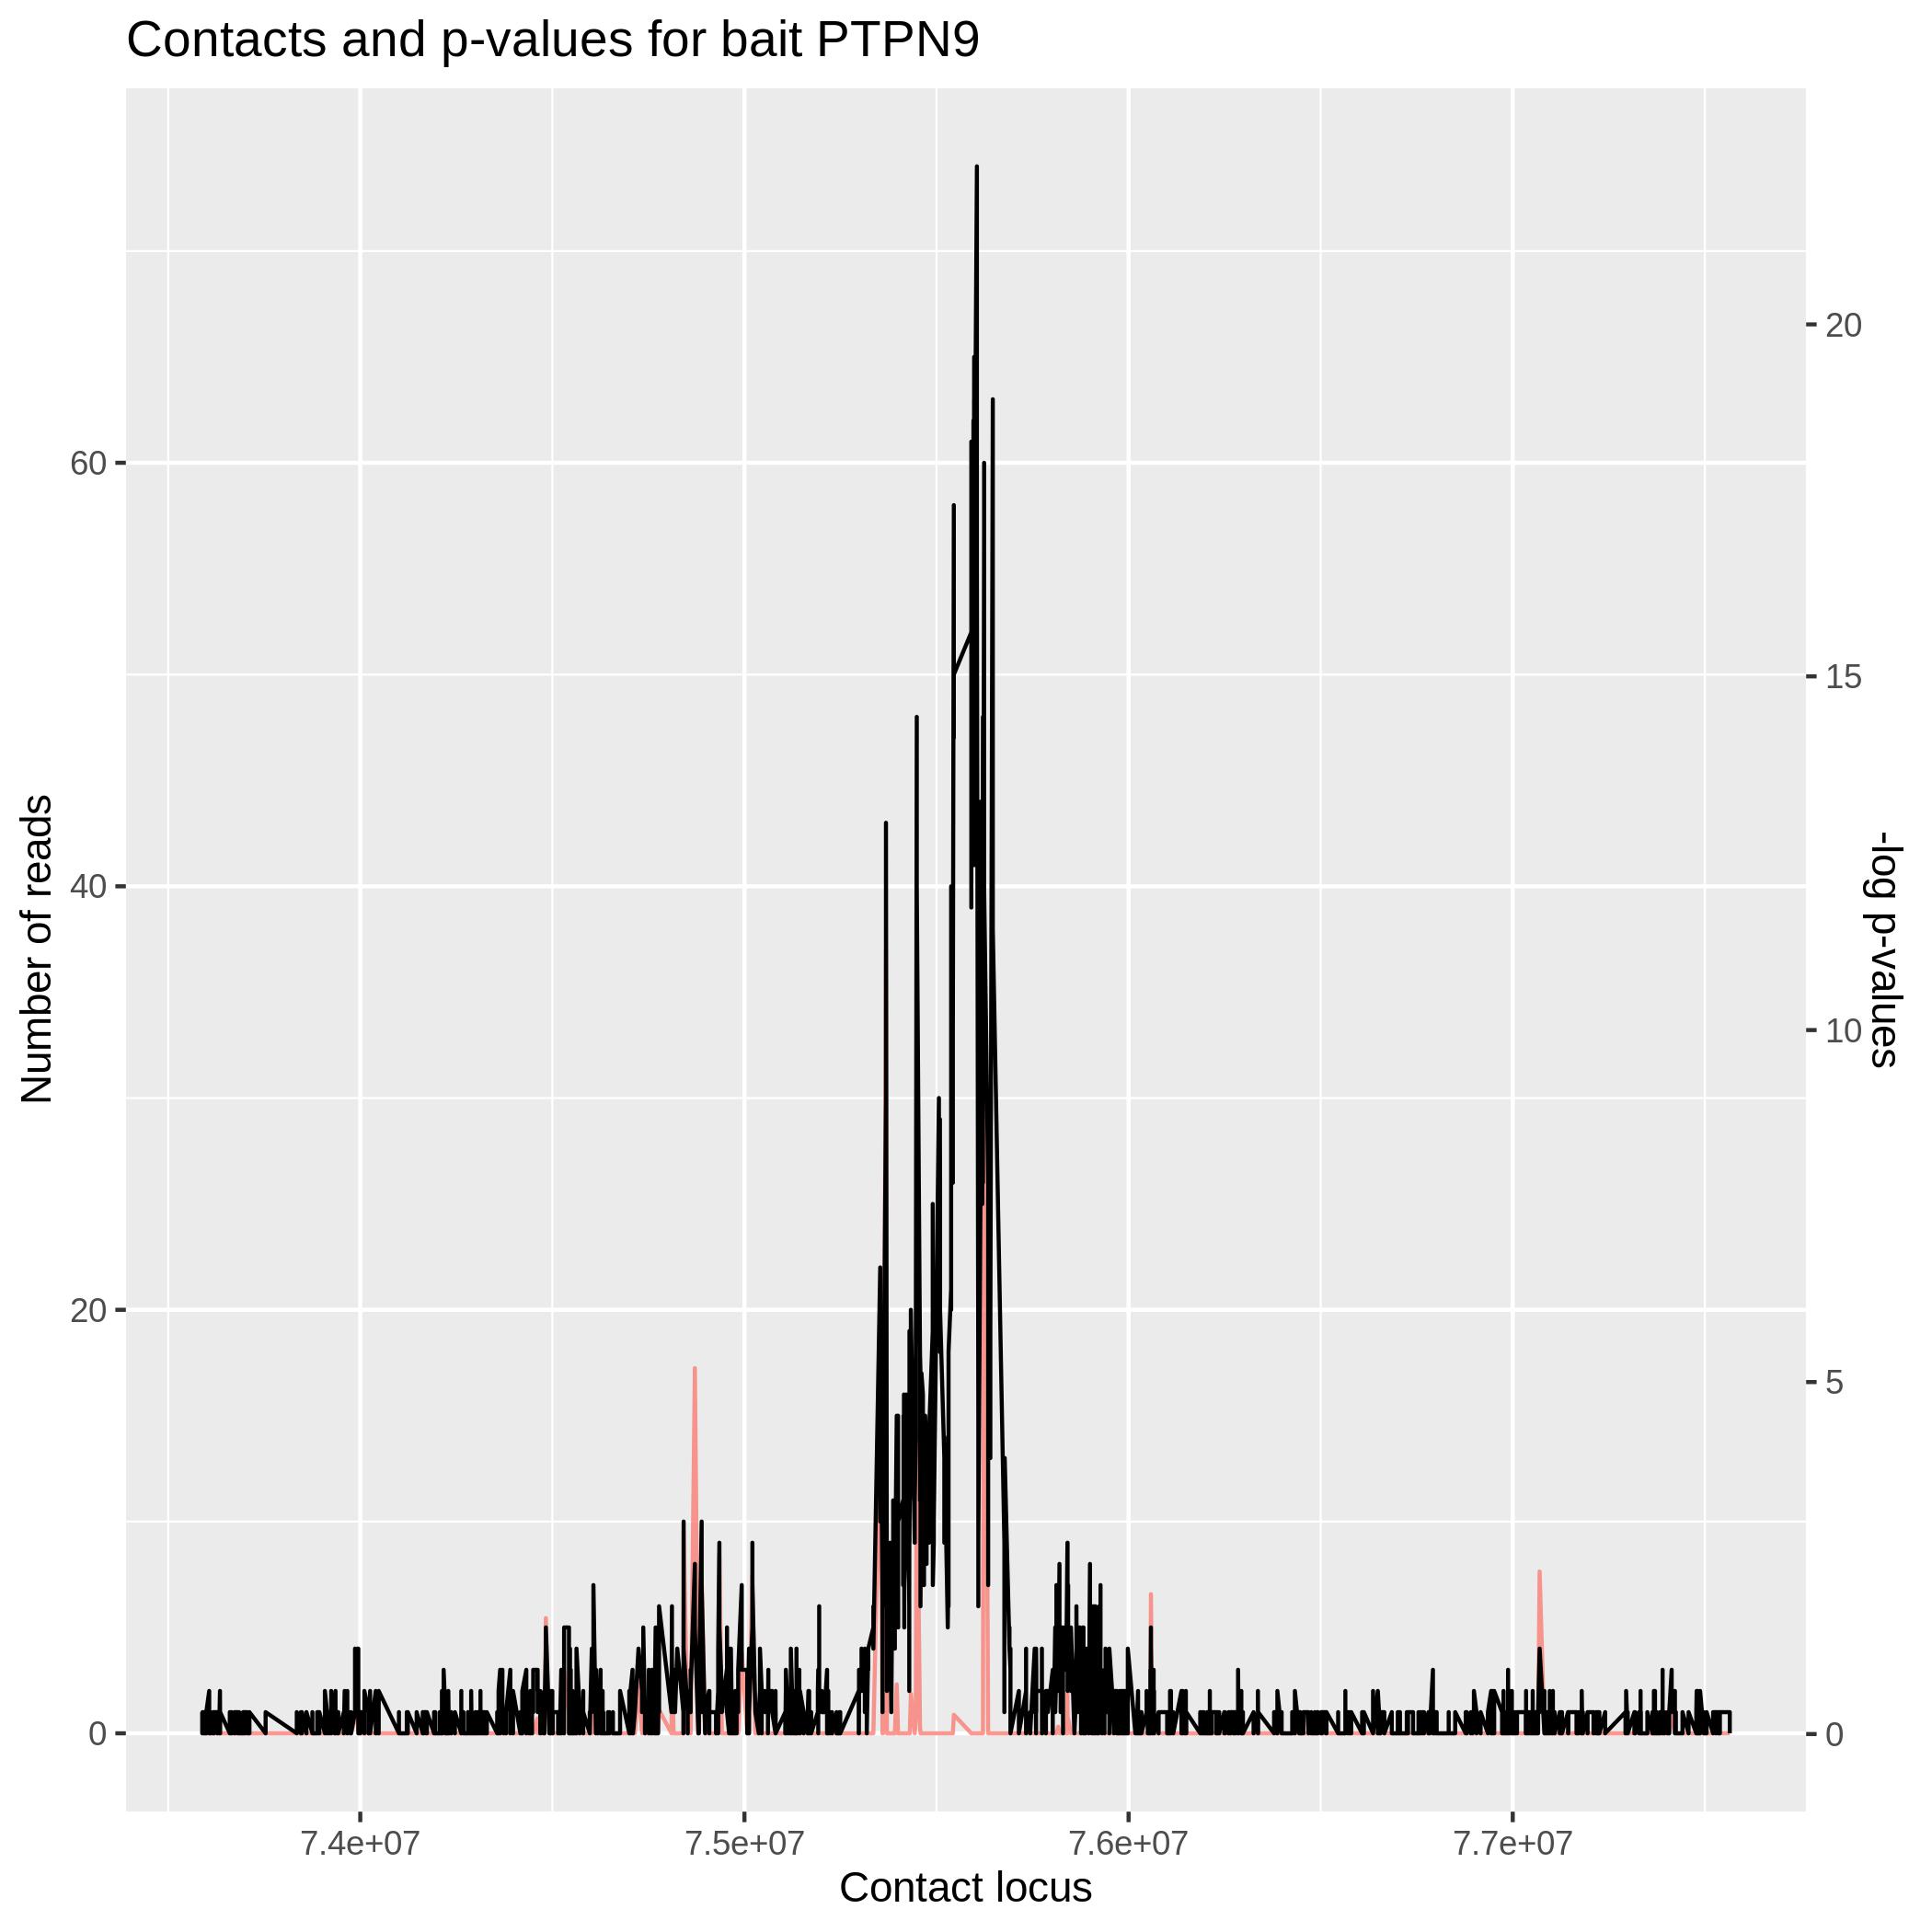 Contacts and p-values for bait PTPN9
Number of reads
60
40
20
0
20
15
10
5
0
-log p-values
7.4e+07 7.5e+07 7.6e+07 7.7e+07
Contact locus